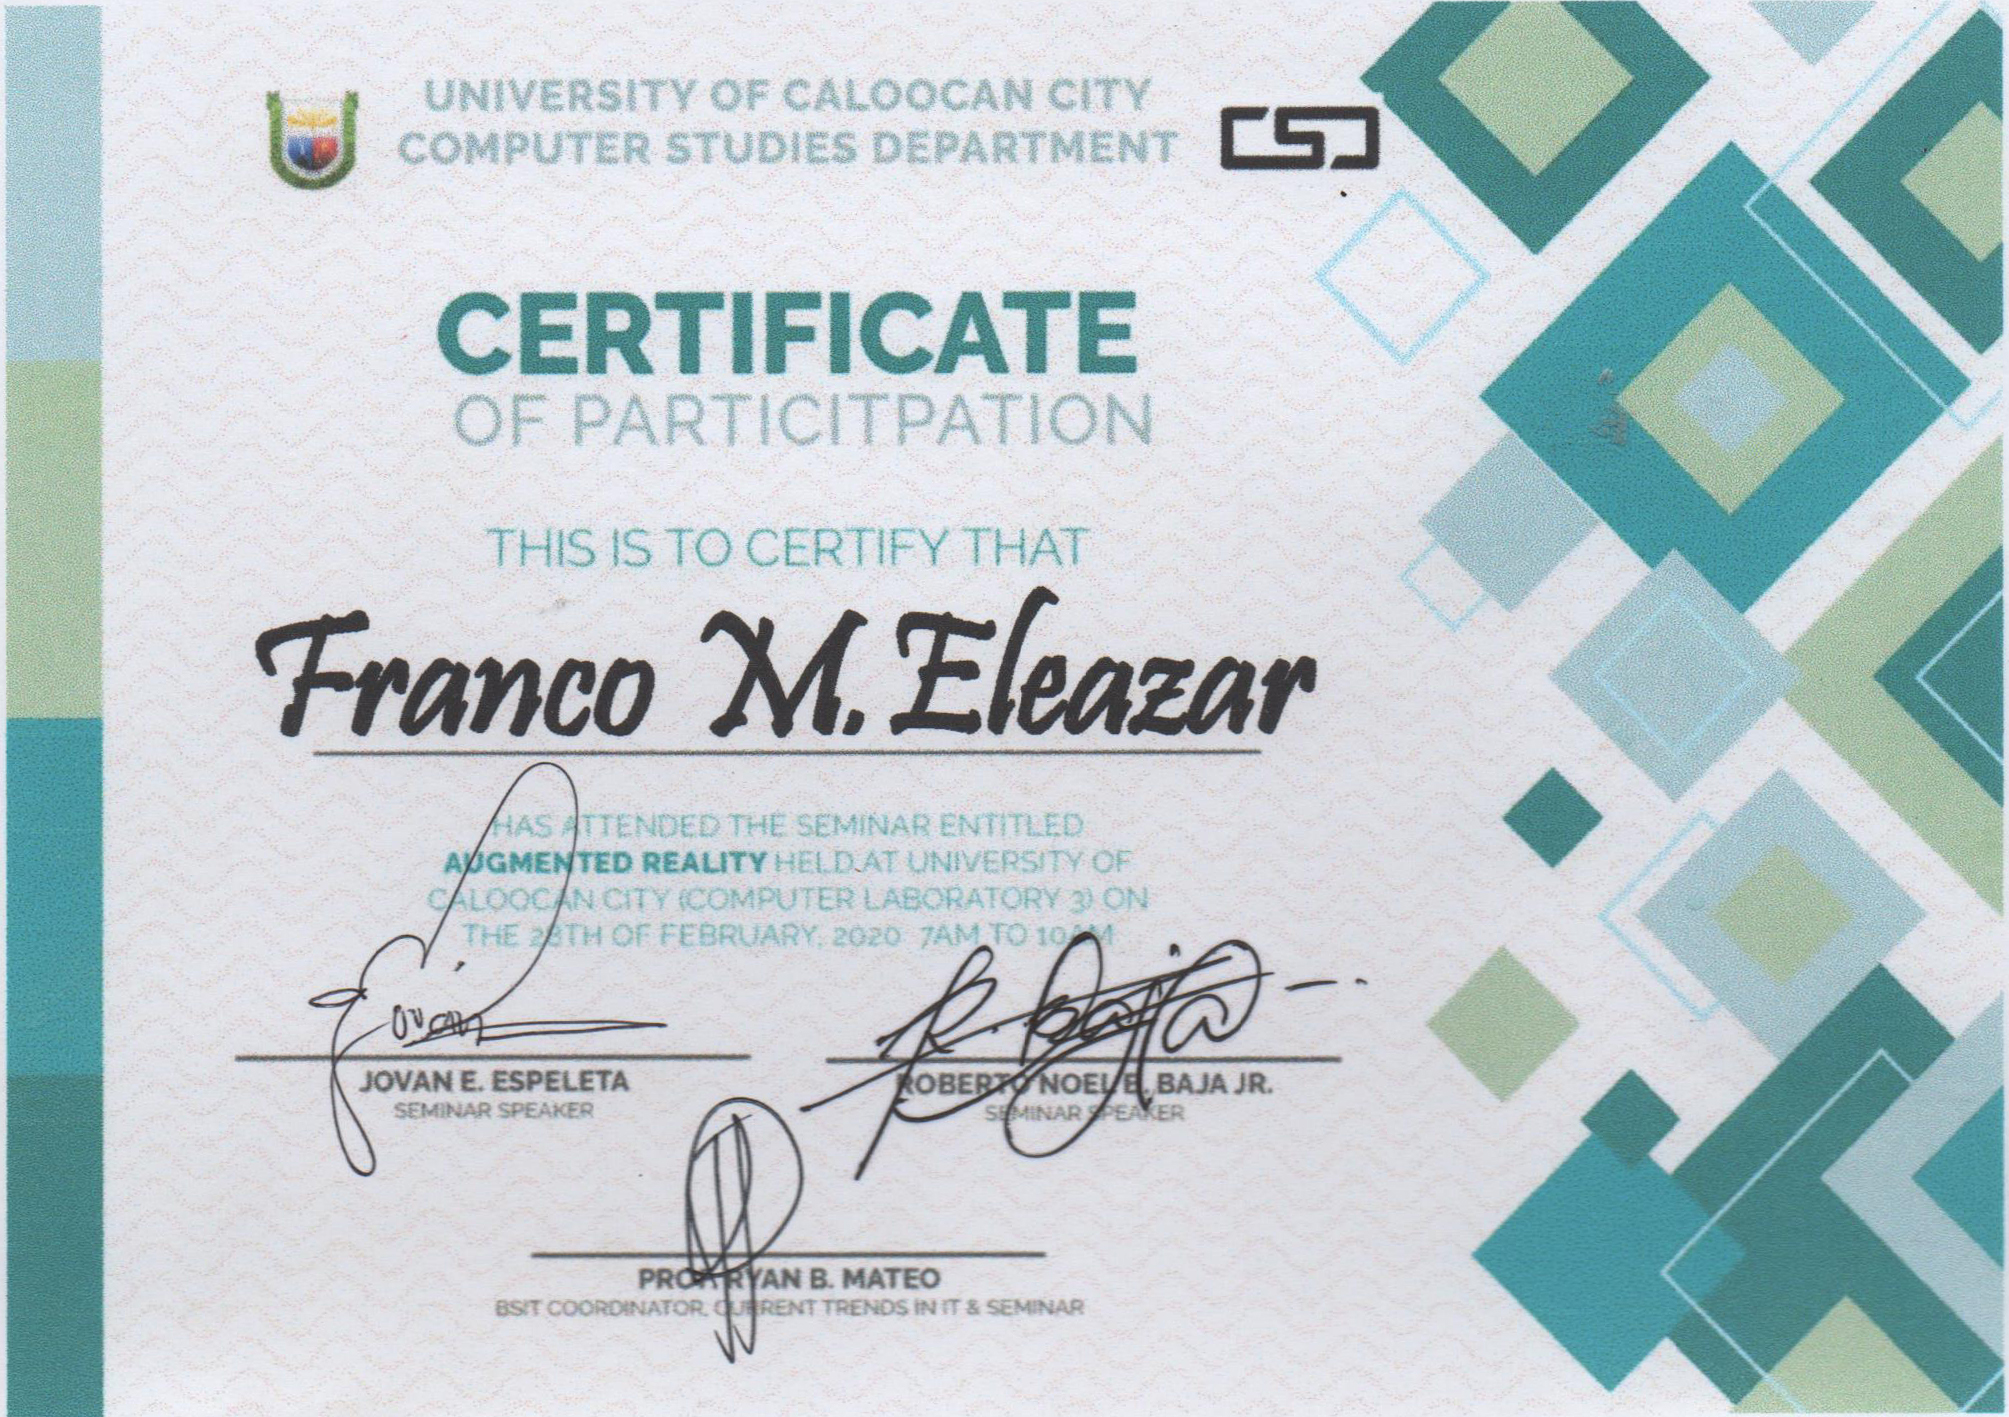 UNIVERSITY OF CALOOCAN CITY
COMPUTER STUDIES DEPARTMENT
CSD
CERTIFICATE
OF PARTICITPATION
THIS IS TO CERTIFY THAT
Franco M. Eleazar
HAS ATTENDED THE SEMINAR ENTITLED
AUGMENTED REALITY HELD AT UNIVERSITY OF
CALOOCAN CITY (COMPUTER LABORATORY 3) ON
THE 28TH OF FEBRUARY, 2020 7AM TO 10AM
Jovan
R. Baja
JOVAN E. ESPELETA
SEMINAR SPEAKER
ROBERTO NOEL B. BAJA JR.
SEMINAR SPEAKER
PROF. RYAN B. MATEO
BSIT COORDINATOR, CURRENT TRENDS IN IT & SEMINAR